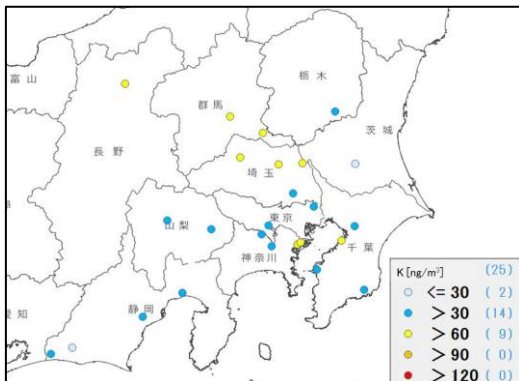 栃木
富山
群馬
茨城
長野
埼玉
東京
山梨
千葉
神奈川
静岡
愛知
K [ng/m³] (25)
<= 30 ( 2)
> 30 (14)
> 60 ( 9)
> 90 ( 0)
> 120 ( 0)